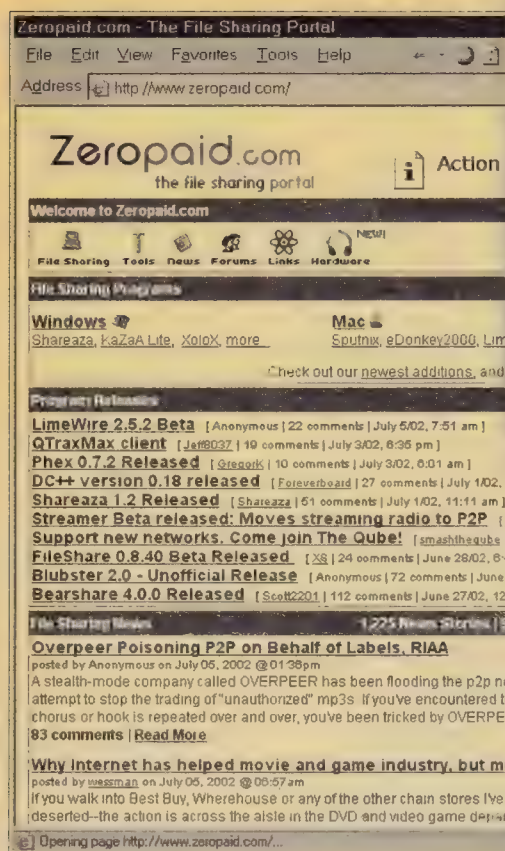 Zeropaid.com - The File Sharing Portal
File Edit View Favorites Tools Help
Address http //www zeropaid com/
Zeropaid.com
the file sharing portal
Action
Welcome to Zeropaid.com
NEW!
File Sharing Tools News Forums Links Hardware
File Sharing Programs
Windows Mac
Shareaza, KaZaA Lite, XoloX, more Sputnix, eDonkey2000, Lim
Check out our newest additions, and
Program Releases
LimeWire 2.5.2 Beta [ Anonymous | 22 comments | July 5/02, 7:51 am ]
QTraxMax client [ Jeff8037 | 19 comments | July 3/02, 6:35 pm ]
Phex 0.7.2 Released [ GregorK | 10 comments | July 3/02, 6:01 am ]
DC++ version 0.18 released [ Foreverboard | 27 comments | July 1/02,
Shareaza 1.2 Released [ Shareaza | 51 comments | July 1/02, 11:11 am ]
Streamer Beta released: Moves streaming radio to P2P [
Support new networks. Come join The Qube! [ smashtheqube
FileShare 0.8.40 Beta Released [ XS | 24 comments | June 28/02, 6
Blubster 2.0 - Unofficial Release [ Anonymous | 72 comments | June
Bearshare 4.0.0 Released [ Scott2201 | 112 comments | June 27/02, 12
File Sharing News 1,225 News Stories |
Overpeer Poisoning P2P on Behalf of Labels, RIAA
posted by Anonymous on July 05, 2002 @ 01 38pm
A stealth-mode company called OVERPEER has been flooding the p2p n
attempt to stop the trading of "unauthorized" mp3s If you've encountered t
chorus or hook is repeated over and over, you've been tricked by OVERPE
83 comments | Read More
Why Internet has helped movie and game industry, but m
posted by wessman on July 05, 2002 @ 06:57 am
If you walk into Best Buy, Wherehouse or any of the other chain stores I've
deserted--the action is across the aisle in the DVD and video game depa
Opening page http://www.zeropaid.com/...